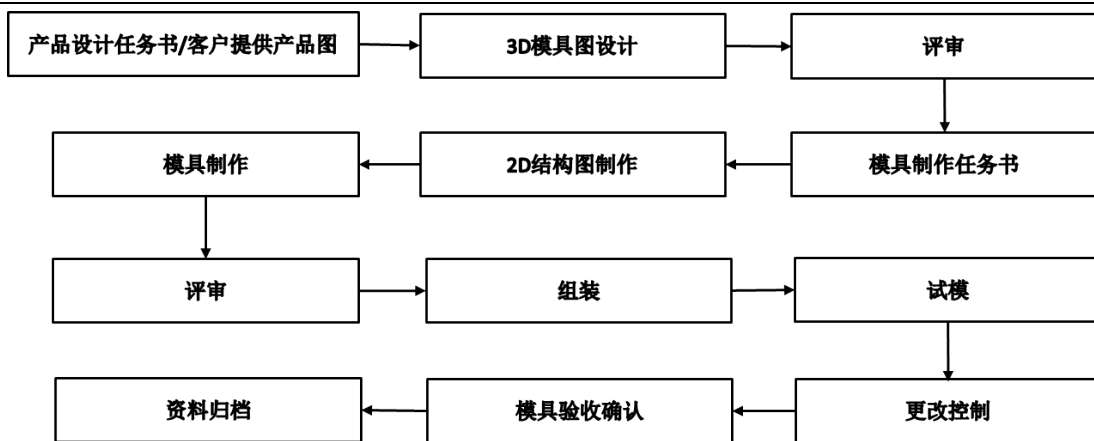 产品设计任务书/客户提供产品图
3D模具图设计
评审
模具制作任务书
2D结构图制作
模具制作
评审
组装
试模
更改控制
模具验收确认
资料归档